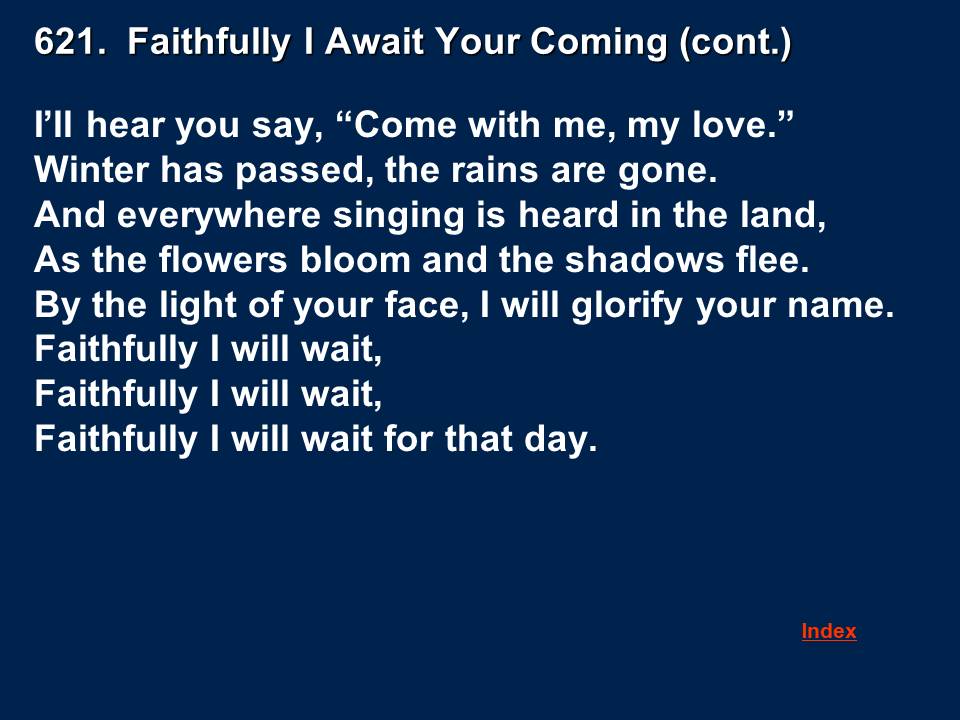 621.  Faithfully I Await Your Coming (cont.)
I’ll hear you say, “Come with me, my love.”
Winter has passed, the rains are gone.
And everywhere singing is heard in the land,
As the flowers bloom and the shadows flee.
By the light of your face, I will glorify your name.
Faithfully I will wait,
Faithfully I will wait,
Faithfully I will wait for that day.
Index